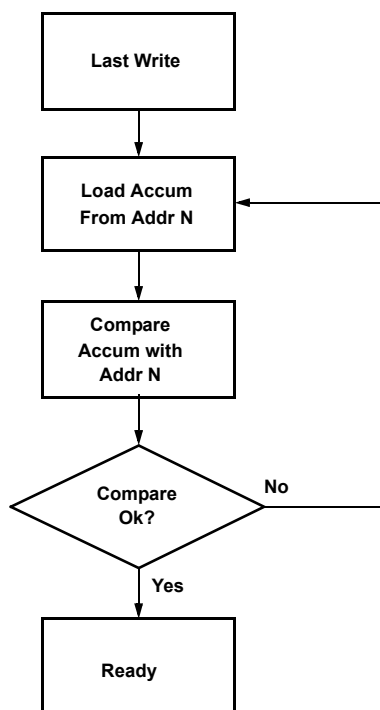 Last Write
Load Accum
From Addr N
Compare
Accum with
Addr N
Compare
Ok?
No
Yes
Ready